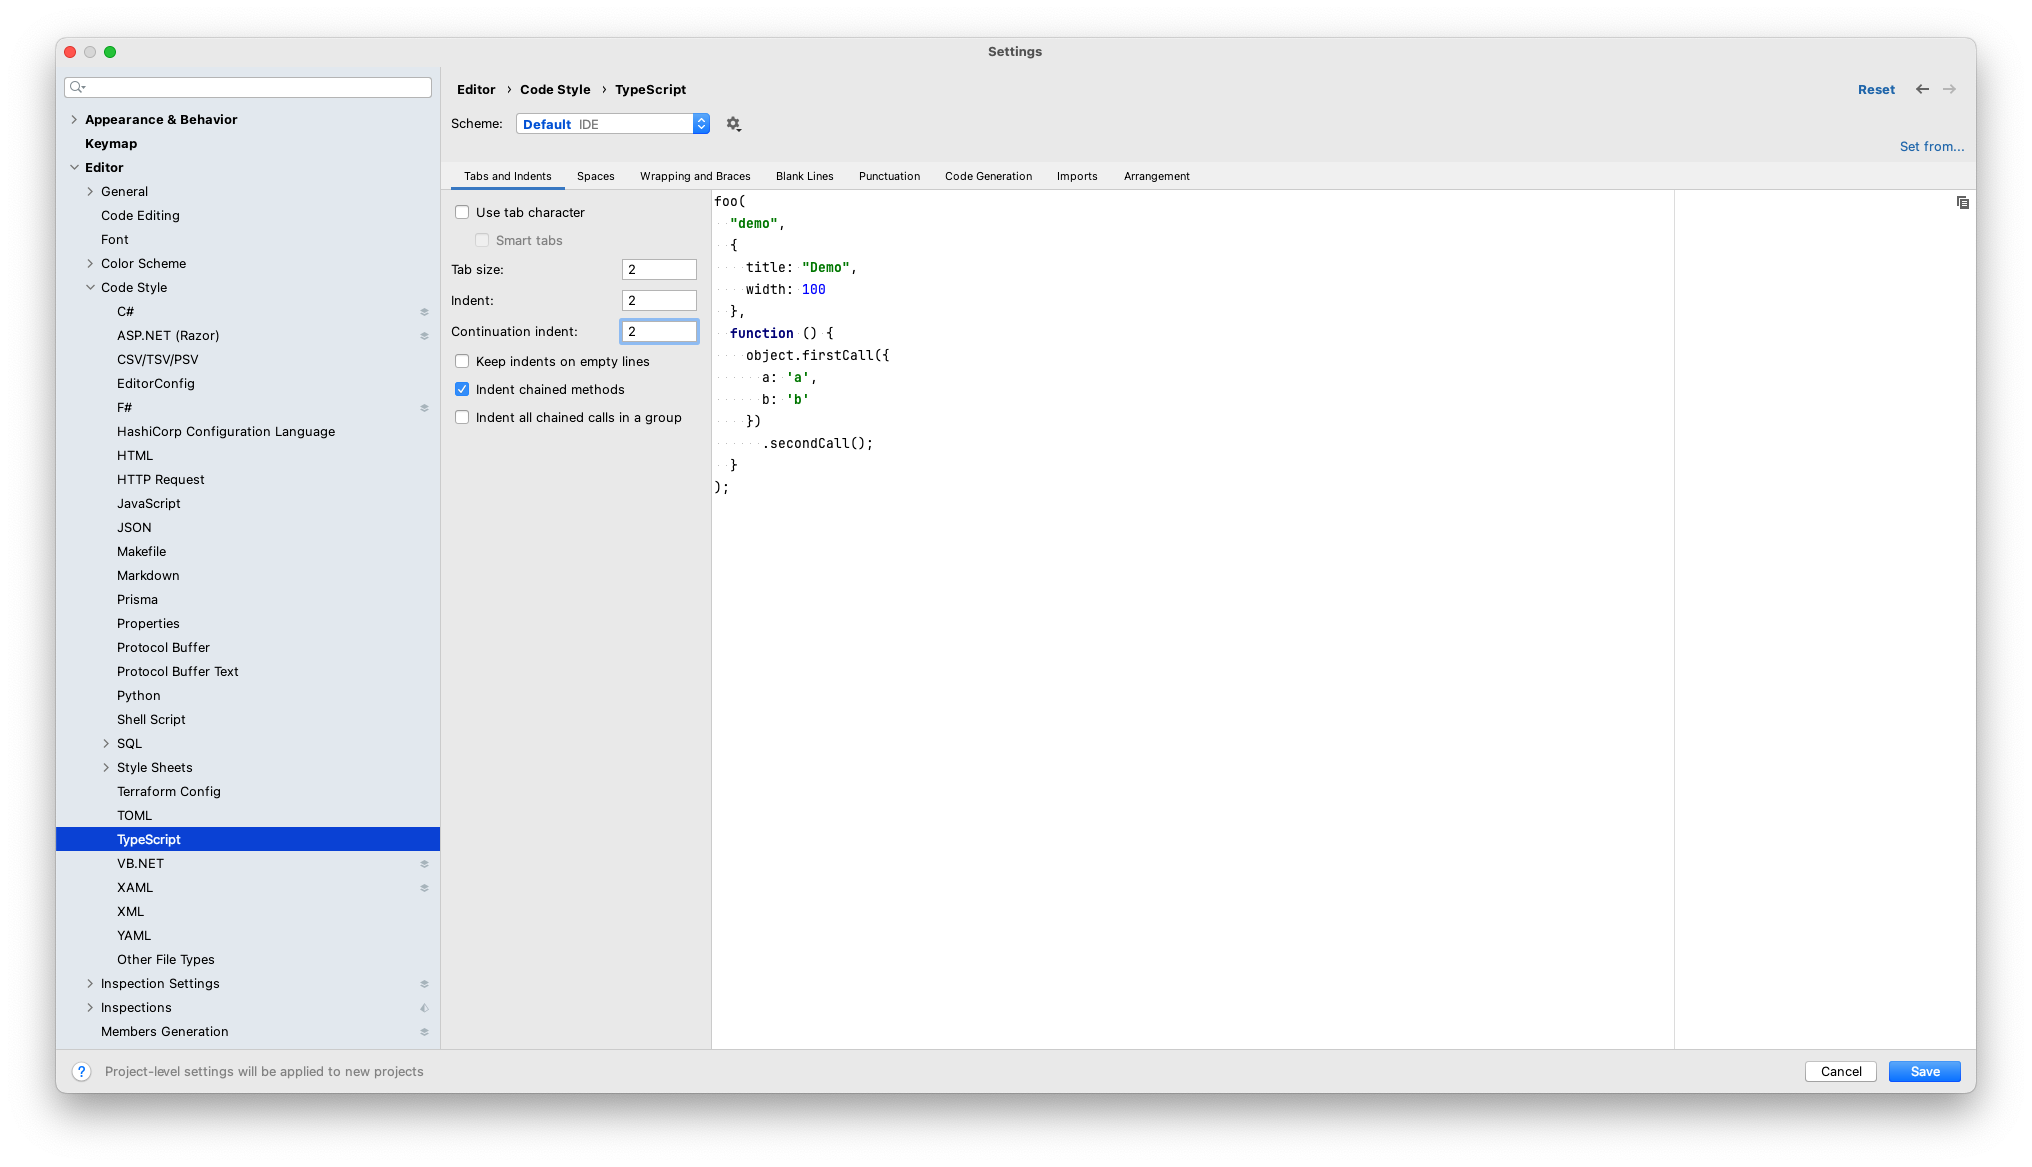 Settings
Appearance & Behavior
Keymap
Editor
General
Code Editing
Font
Color Scheme
Code Style
C#
ASP.NET (Razor)
CSV/TSV/PSV
EditorConfig
F#
HashiCorp Configuration Language
HTML
HTTP Request
JavaScript
JSON
Makefile
Markdown
Prisma
Properties
Protocol Buffer
Protocol Buffer Text
Python
Shell Script
SQL
Style Sheets
Terraform Config
TOML
TypeScript
VB.NET
XAML
XML
YAML
Other File Types
Inspection Settings
Inspections
Members Generation
Editor › Code Style › TypeScript
Reset
Scheme: Default IDE
Set from...
Tabs and Indents Spaces Wrapping and Braces Blank Lines Punctuation Code Generation Imports Arrangement
Use tab character
Smart tabs
Tab size: 2
Indent: 2
Continuation indent: 2
Keep indents on empty lines
Indent chained methods
Indent all chained calls in a group
foo(
"demo",
{
title: "Demo",
width: 100
},
function () {
object.firstCall({
a: 'a',
b: 'b'
})
.secondCall();
}
);
? Project-level settings will be applied to new projects
Cancel Save